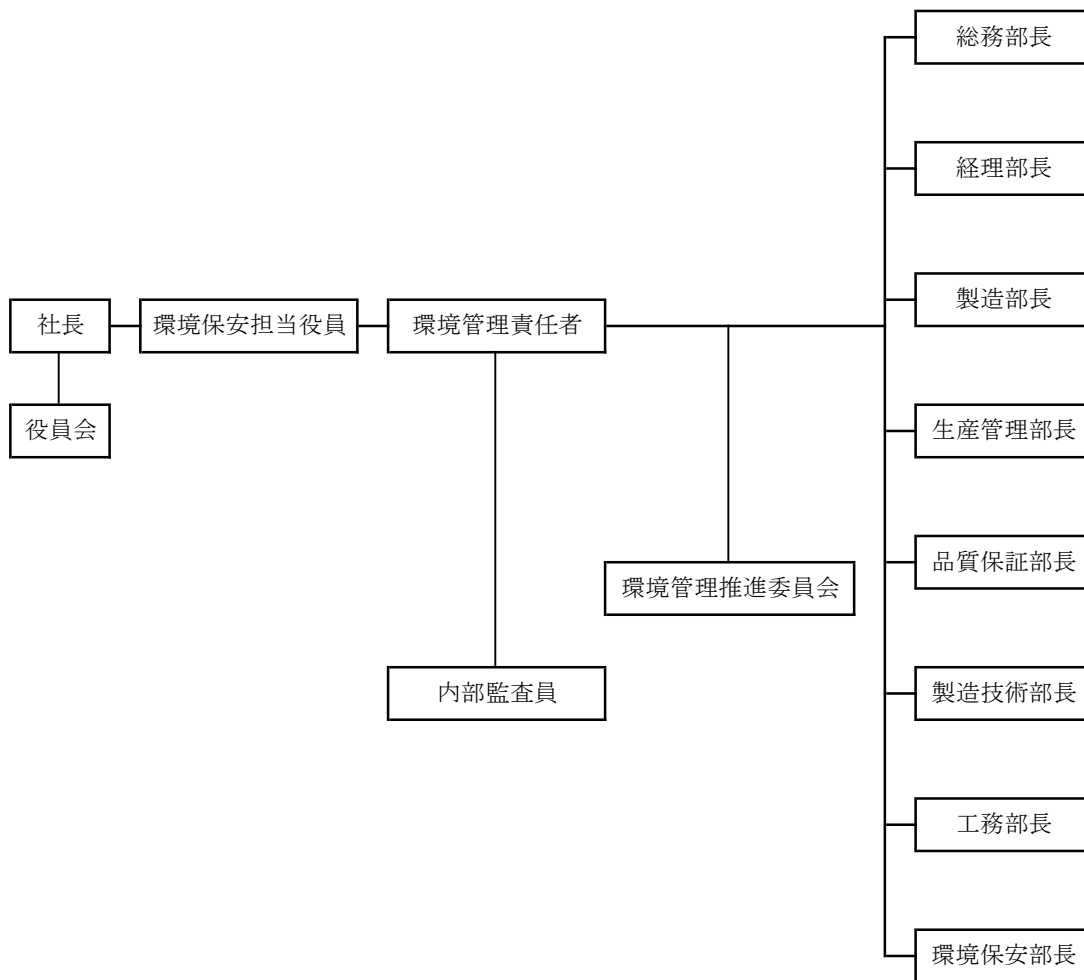 総務部長
経理部長
製造部長
社長
環境保安担当役員
環境管理責任者
役員会
生産管理部長
品質保証部長
環境管理推進委員会
内部監査員
製造技術部長
工務部長
環境保安部長